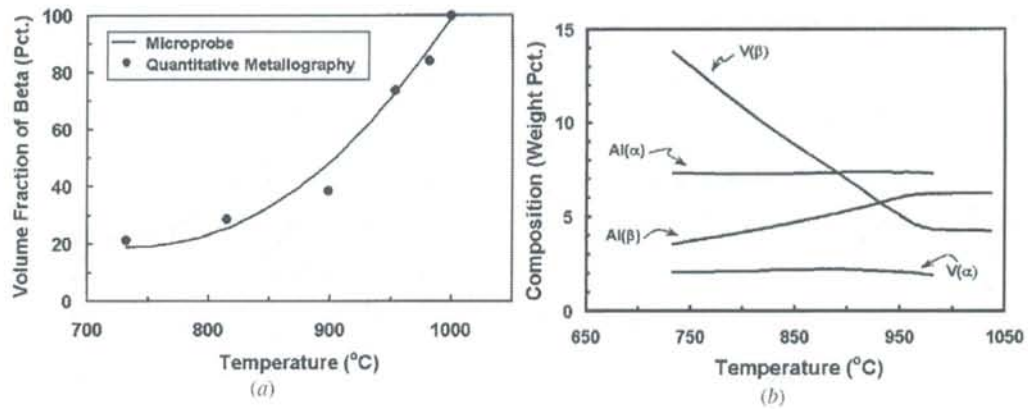 Volume Fraction of Beta (Pct.)
100
80
60
40
20
0
Microprobe
Quantitative Metallography
700
800
900
1000
Temperature (°C)
(a)
Composition (Weight Pct.)
15
10
5
0
V(β)
Al(α)
Al(β)
V(α)
650
750
850
950
1050
Temperature (°C)
(b)